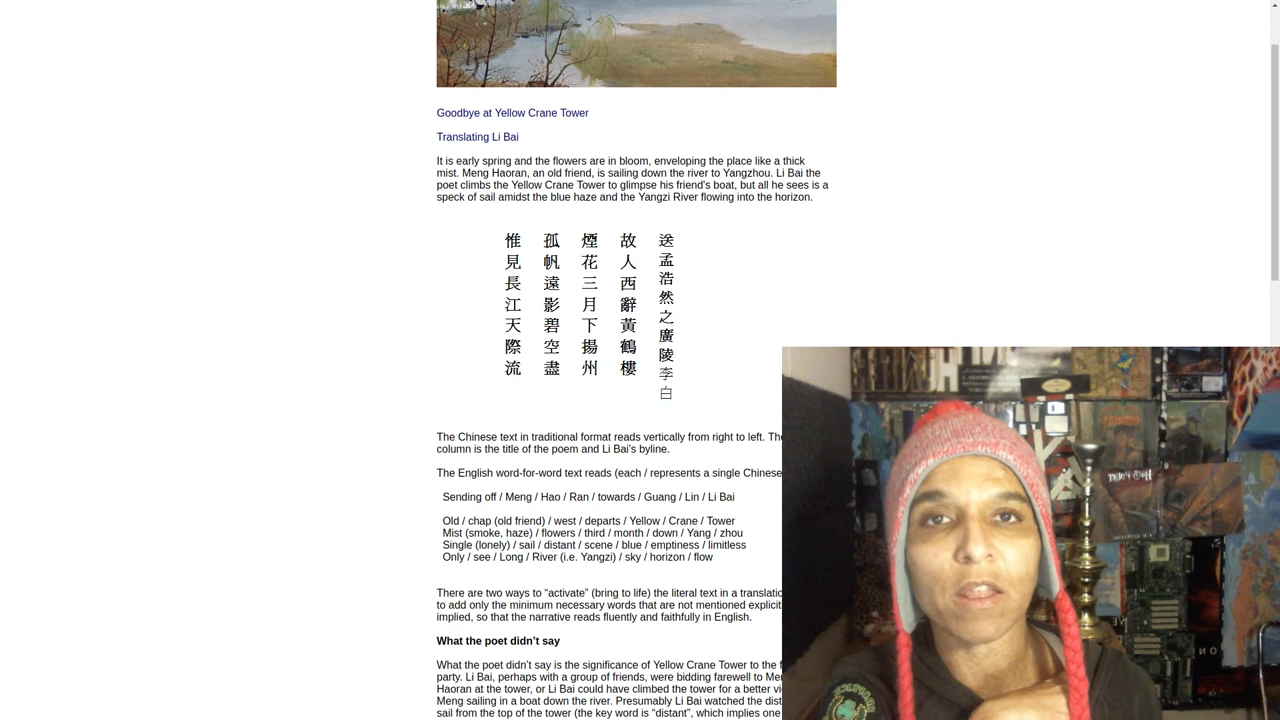 Goodbye at Yellow Crane Tower
Translating Li Bai
It is early spring and the flowers are in bloom, enveloping the place like a thick
mist. Meng Haoran, an old friend, is sailing down the river to Yangzhou. Li Bai the
poet climbs the Yellow Crane Tower to glimpse his friend's boat, but all he sees is a
speck of sail amidst the blue haze and the Yangzi River flowing into the horizon.
送孟浩然之廣陵李白
故人西辭黃鶴樓
煙花三月下揚州
孤帆遠影碧空盡
惟見長江天際流
The Chinese text in traditional format reads vertically from right to left.
column is the title of the poem and Li Bai's byline.
The English word-for-word text reads (each / represents a single Chinese
Sending off / Meng / Hao / Ran / towards / Guang / Lin / Li Bai
Old / chap (old friend) / west / departs / Yellow / Crane / Tower
Mist (smoke, haze) / flowers / third / month / down / Yang / zhou
Single (lonely) / sail / distant / scene / blue / emptiness / limitless
Only / see / Long / River (i.e. Yangzi) / sky / horizon / flow
There are two ways to “activate” (bring to life) the literal text in a
to add only the minimum necessary words that are not mentioned
implied, so that the narrative reads fluently and faithfully in English.
What the poet didn’t say
What the poet didn’t say is the significance of Yellow Crane Tower to the
party. Li Bai, perhaps with a group of friends, were bidding farewell to
Haoran at the tower, or Li Bai could have climbed the tower for a better
Meng sailing in a boat down the river. Presumably Li Bai watched the
sail from the top of the tower (the key word is “distant”, which implies one